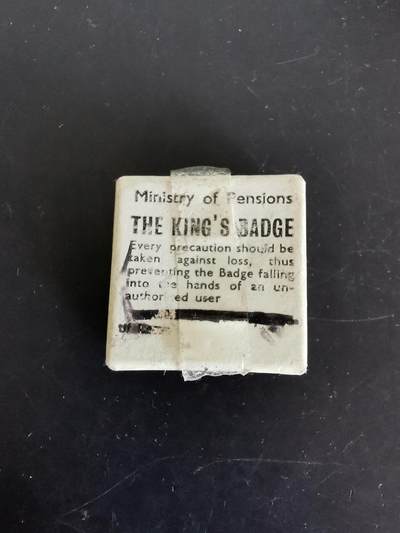 Ministry of Pensions
THE KING'S BADGE
Every precaution should be
taken against loss, thus
preventing the Badge falling
into the hands of an un-
authorised user